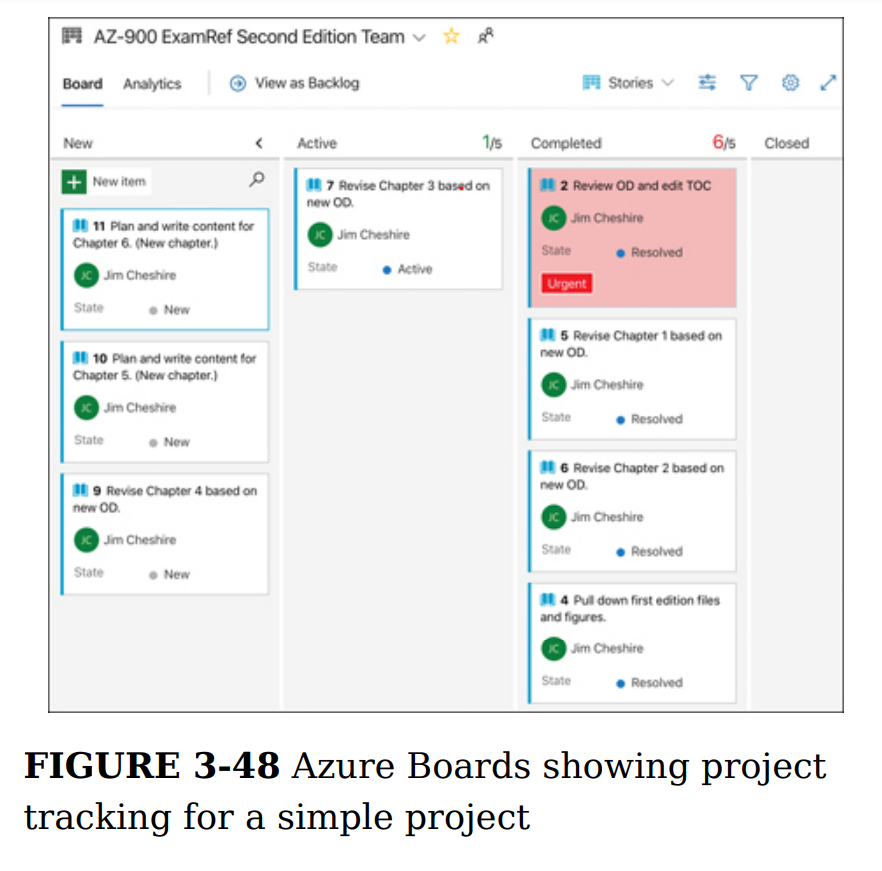 AZ-900 ExamRef Second Edition Team
Board Analytics View as Backlog Stories
New
Active 1/5
Completed 6/5
Closed
New item
11 Plan and write content for
Chapter 6. (New chapter.)
JC Jim Cheshire
State New
10 Plan and write content for
Chapter 5. (New chapter.)
JC Jim Cheshire
State New
9 Revise Chapter 4 based on
new OD.
JC Jim Cheshire
State New
7 Revise Chapter 3 based on
new OD.
JC Jim Cheshire
State Active
2 Review OD and edit TOC
JC Jim Cheshire
State Resolved
Urgent
5 Revise Chapter 1 based on
new OD.
JC Jim Cheshire
State Resolved
6 Revise Chapter 2 based on
new OD.
JC Jim Cheshire
State Resolved
4 Pull down first edition files
and figures.
JC Jim Cheshire
State Resolved
FIGURE 3-48 Azure Boards showing project
tracking for a simple project